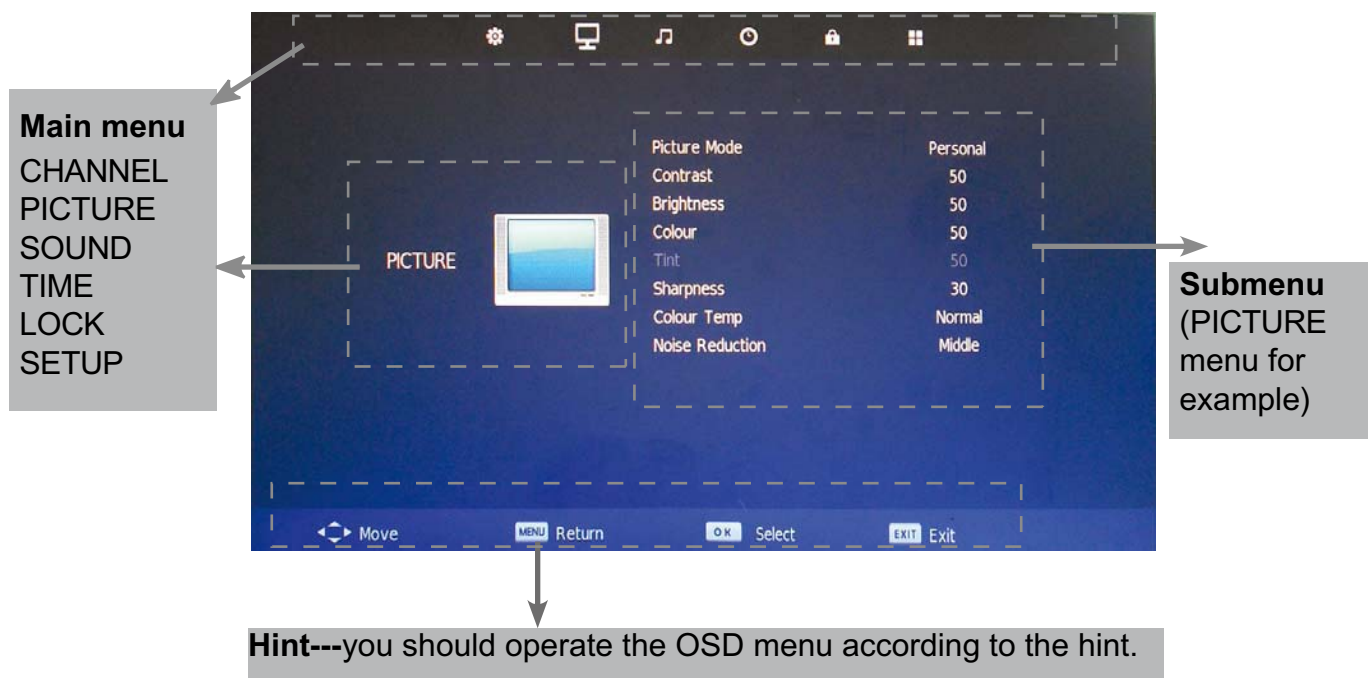 Main menu
CHANNEL
PICTURE
SOUND
TIME
LOCK
SETUP
PICTURE
Picture Mode Personal
Contrast 50
Brightness 50
Colour 50
Tint 50
Sharpness 30
Colour Temp Normal
Noise Reduction Middle
Submenu
(PICTURE
menu for
example)
Move MENU Return OK Select EXIT Exit
Hint---you should operate the OSD menu according to the hint.